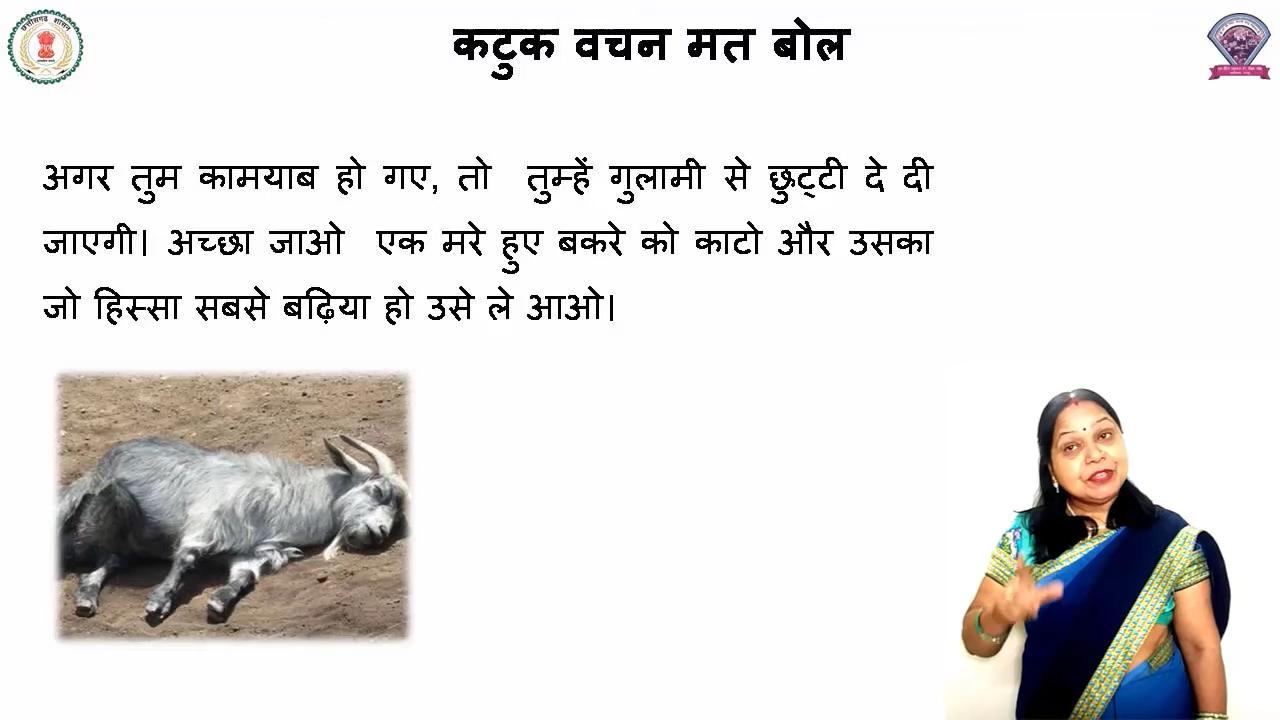 कटुक वचन मत बोल
अगर तुम कामयाब हो गए, तो तुम्हें गुलामी से छुट्टी दे दी
जाएगी। अच्छा जाओ एक मरे हुए बकरे को काटो और उसका
जो हिस्सा सबसे बढ़िया हो उसे ले आओ।